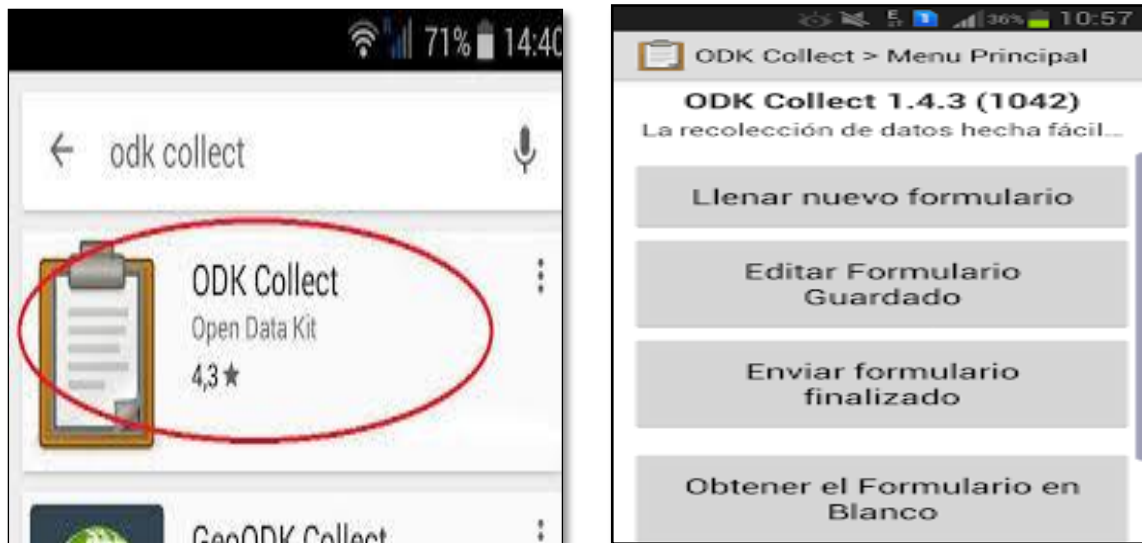 71% 14:40
odk collect
ODK Collect
Open Data Kit
4,3★
GeoODK Collect
36% 10:57
ODK Collect > Menu Principal
ODK Collect 1.4.3 (1042)
La recolección de datos hecha fácil...
Llenar nuevo formulario
Editar Formulario
Guardado
Enviar formulario
finalizado
Obtener el Formulario en
Blanco